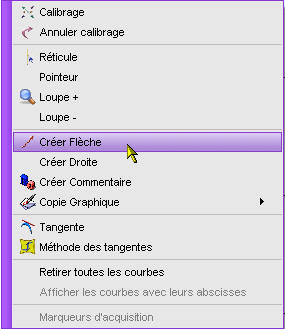 Calibrage
Annuler calibrage
Réticule
Pointeur
Loupe +
Loupe -
Créer Flèche
Créer Droite
Créer Commentaire
Copie Graphique
Tangente
Méthode des tangentes
Retirer toutes les courbes
Afficher les courbes avec leurs abscisses
Marqueurs d'acquisition